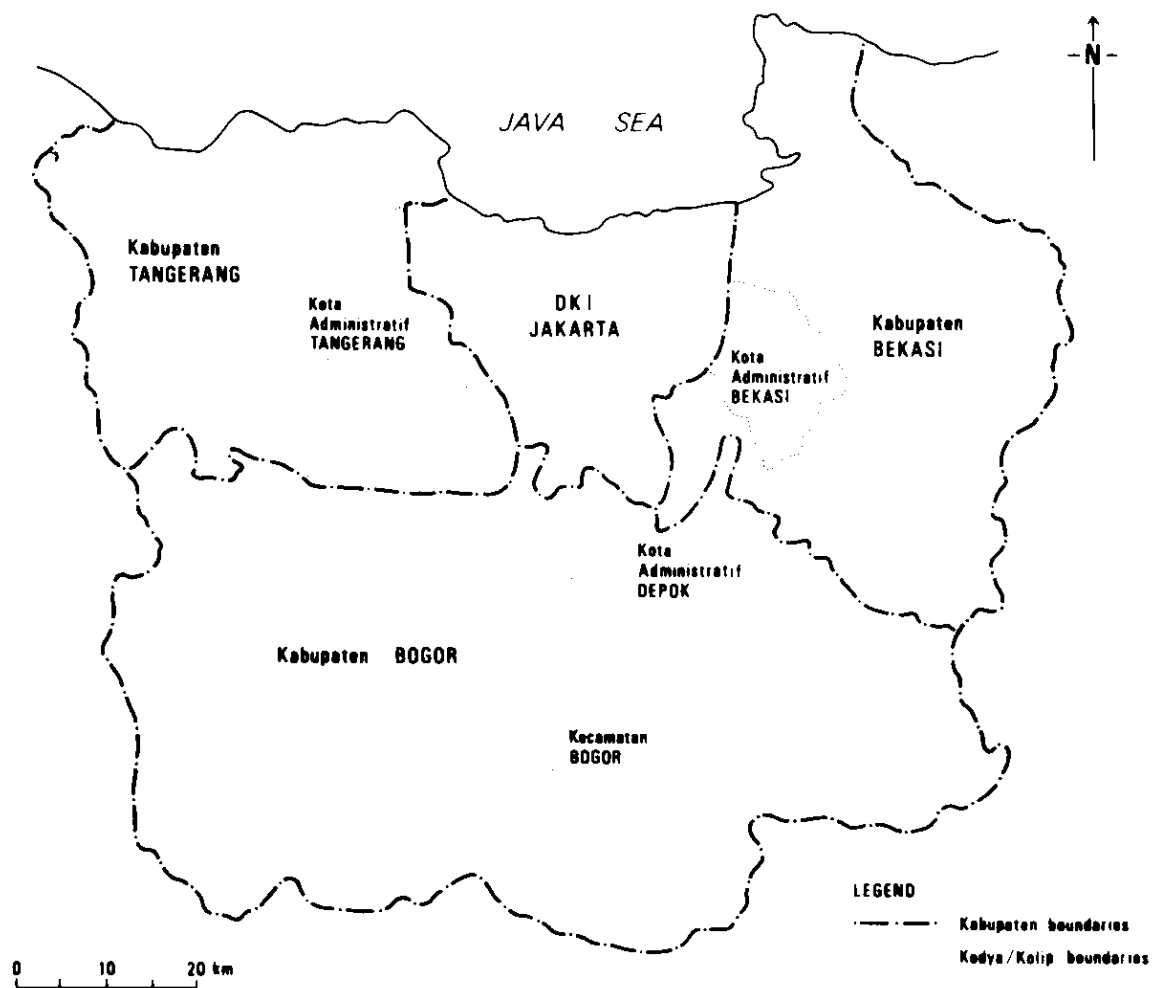 N
JAVA SEA
Kabupaten
TANGERANG
Kota
Administratif
TANGERANG
DKI
JAKARTA
Kota
Administratif
BEKASI
Kabupaten
BEKASI
Kota
Administratif
DEPOK
Kabupaten BOGOR
Kecamatan
BOGOR
LEGEND
Kabupaten boundaries
Kodya/Kotip boundaries
0 10 20 km